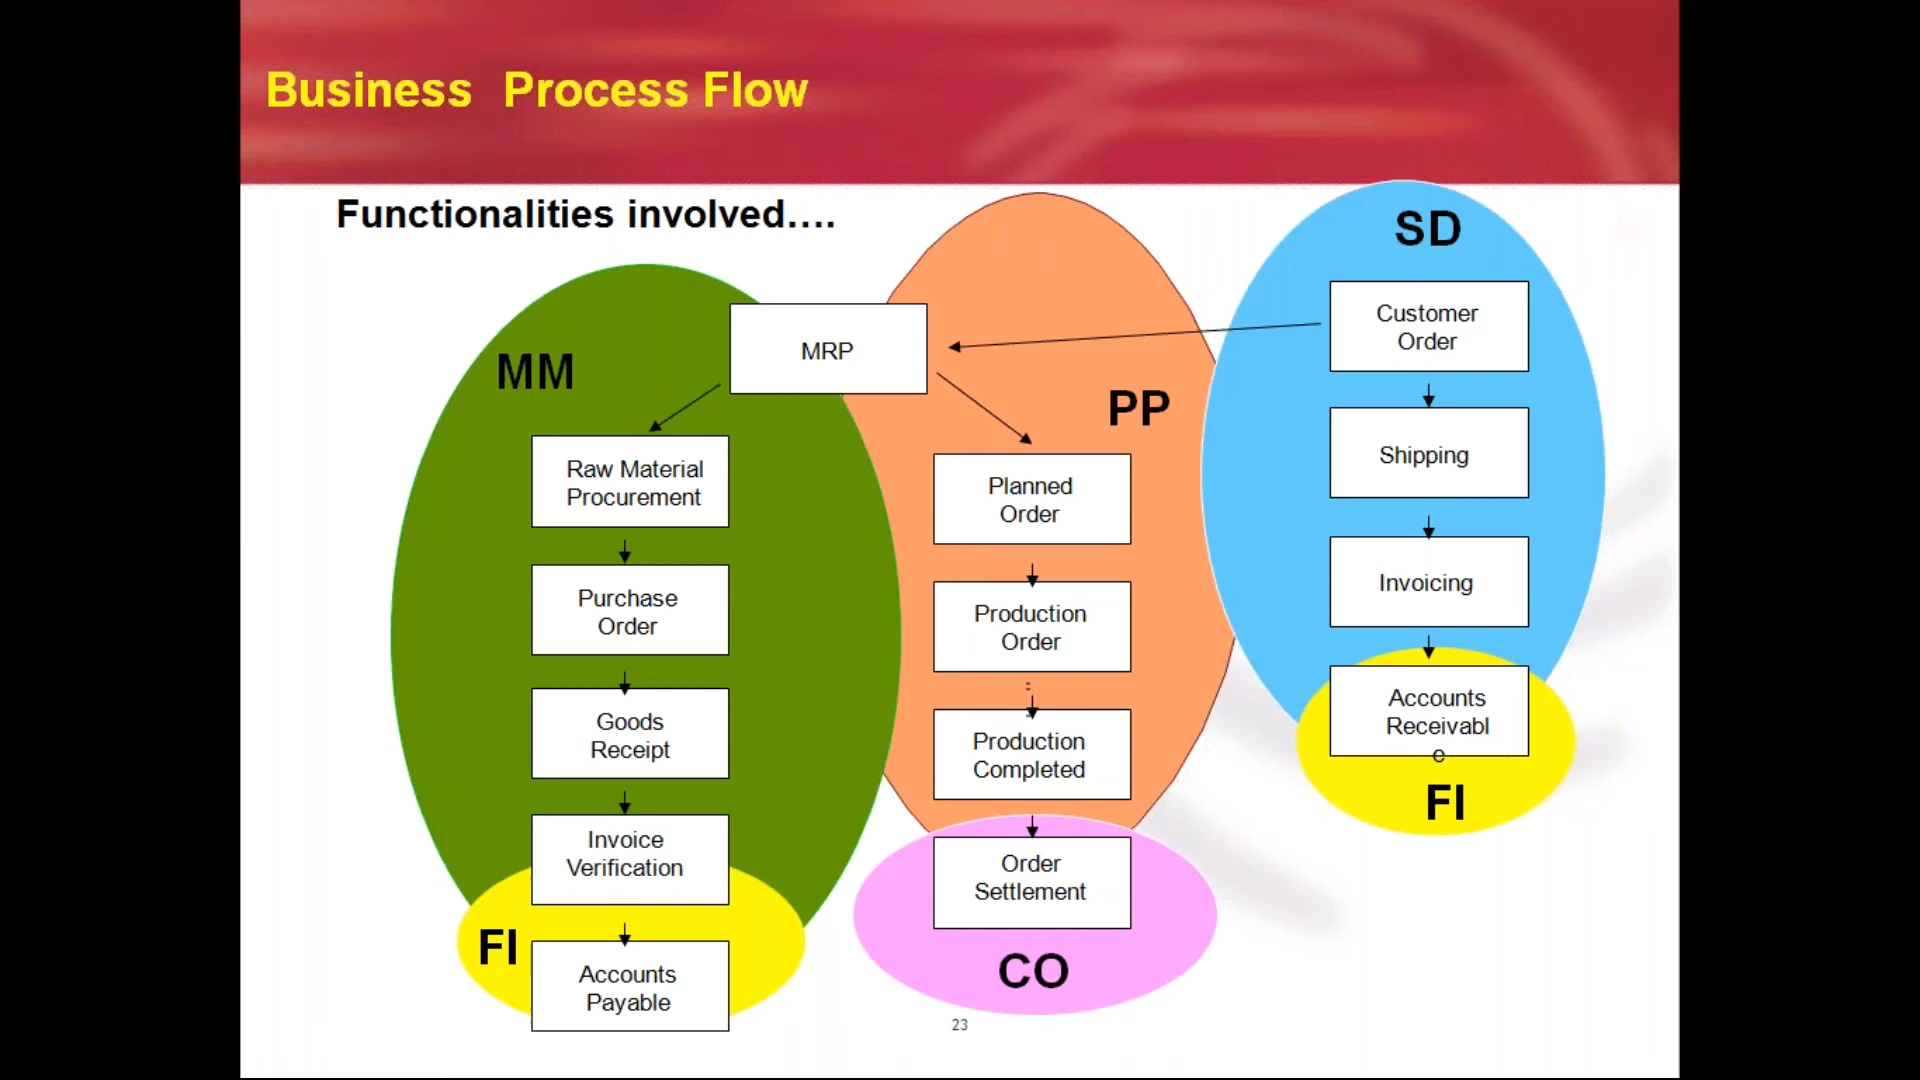 Business Process Flow
Functionalities involved….
MM
MRP
Raw Material
Procurement
Purchase
Order
Goods
Receipt
Invoice
Verification
FI
Accounts
Payable
PP
Planned
Order
Production
Order
Production
Completed
Order
Settlement
CO
SD
Customer
Order
Shipping
Invoicing
Accounts
Receivabl
e
FI
23